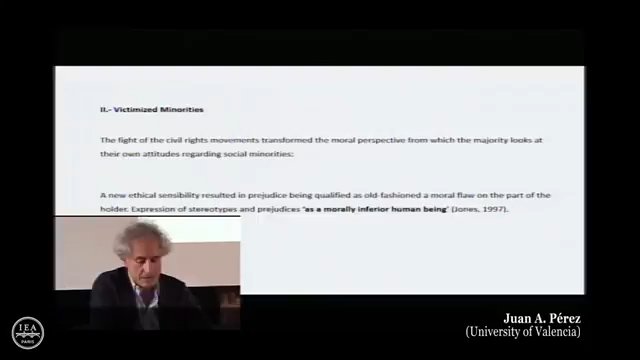 II.- Victimized Minorities
The fight of the civil rights movements transformed the moral perspective from which the majority looks at
their own attitudes regarding social minorities:
A new ethical sensibility resulted in prejudice being qualified as old-fashioned a moral flaw on the part of the
holder. Expression of stereotypes and prejudices 'as a morally inferior human being' (Jones, 1997).
IEA
PARIS
Juan A. Pérez
(University of Valencia)